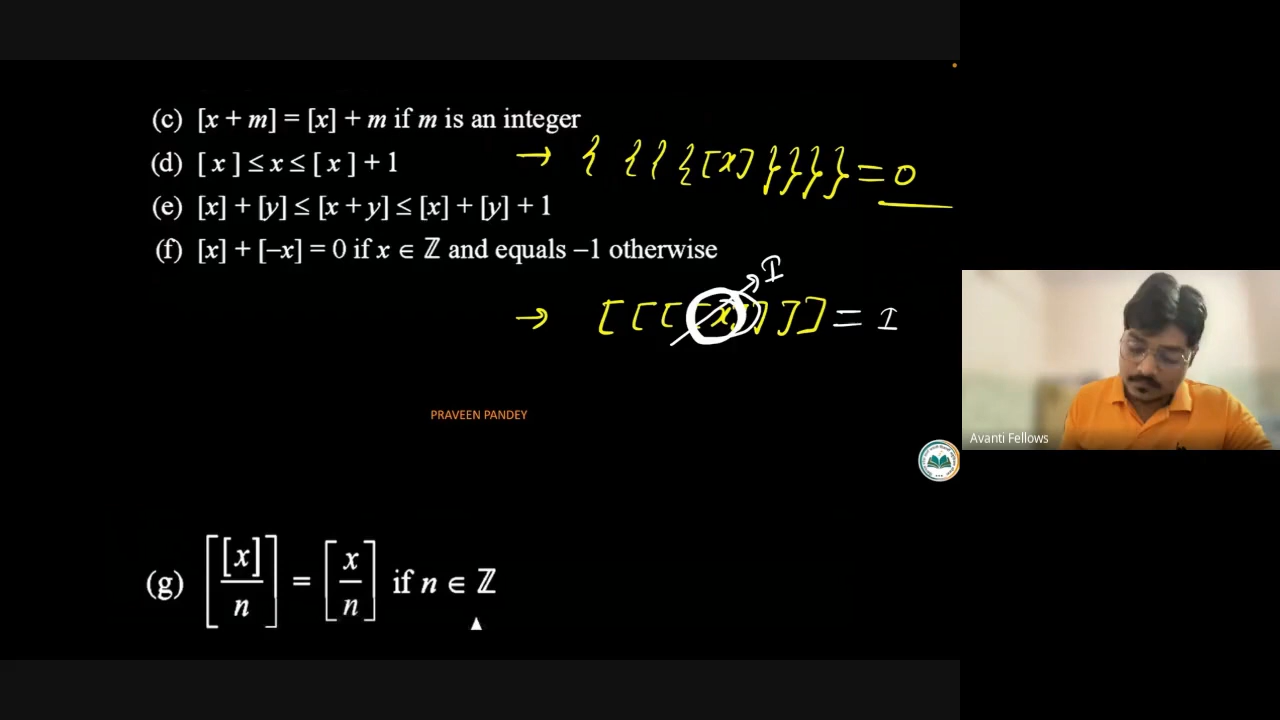 (c) [x + m] = [x] + m if m is an integer
(d) [ x ] ≤ x ≤ [ x ] + 1
→ { { { { [x] } } } } = 0
(e) [x] + [y] ≤ [x + y] ≤ [x] + [y] + 1
(f) [x] + [–x] = 0 if x ∈ ℤ and equals –1 otherwise
I
→ [ [ [ [ x ] ] ] ] = I
PRAVEEN PANDEY
Avanti Fellows
(g) [[x]/n] = [x/n] if n ∈ ℤ